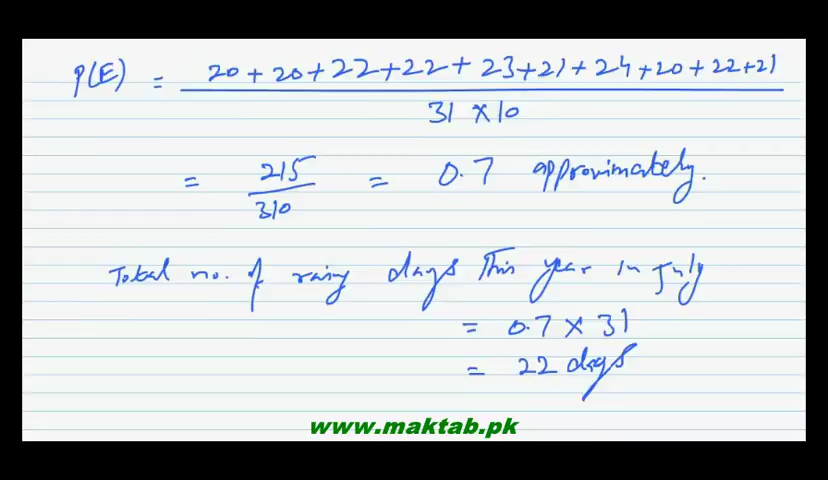 P(E) = 20 + 20 + 22 + 22 + 23 + 21 + 24 + 20 + 22 + 21 / 31 × 10
= 215 / 310 = 0.7 approximately.
Total no. of rainy days This year in July
= 0.7 × 31
= 22 days
www.maktab.pk